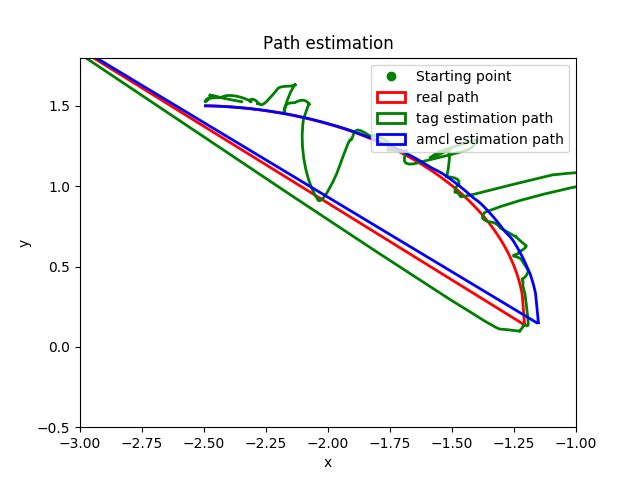 Path estimation
Starting point
real path
tag estimation path
amcl estimation path
1.5
1.0
0.5
0.0
−0.5
y
−3.00 −2.75 −2.50 −2.25 −2.00 −1.75 −1.50 −1.25 −1.00
x